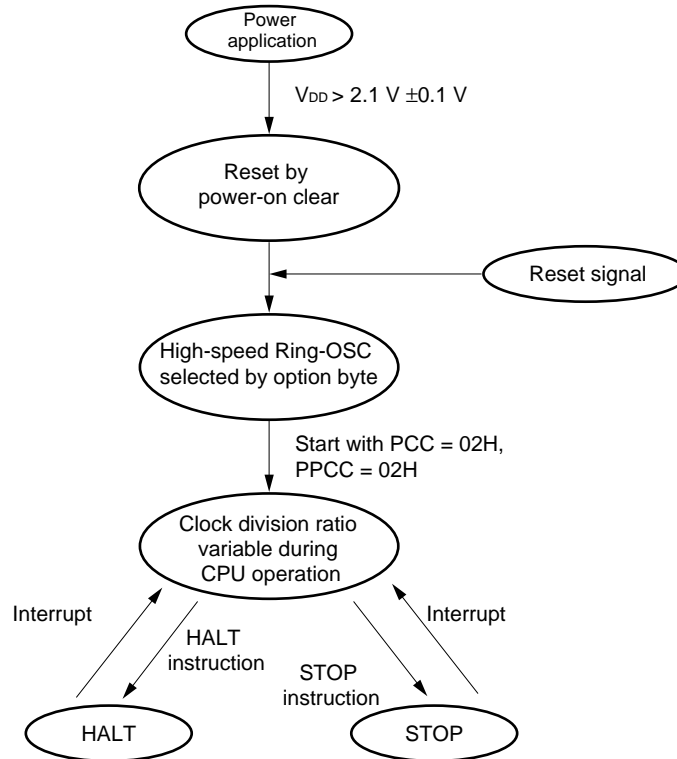 Power
application
VDD > 2.1 V ±0.1 V
Reset by
power-on clear
Reset signal
High-speed Ring-OSC
selected by option byte
Start with PCC = 02H,
PPCC = 02H
Clock division ratio
variable during
CPU operation
Interrupt
Interrupt
HALT
instruction
STOP
instruction
HALT
STOP